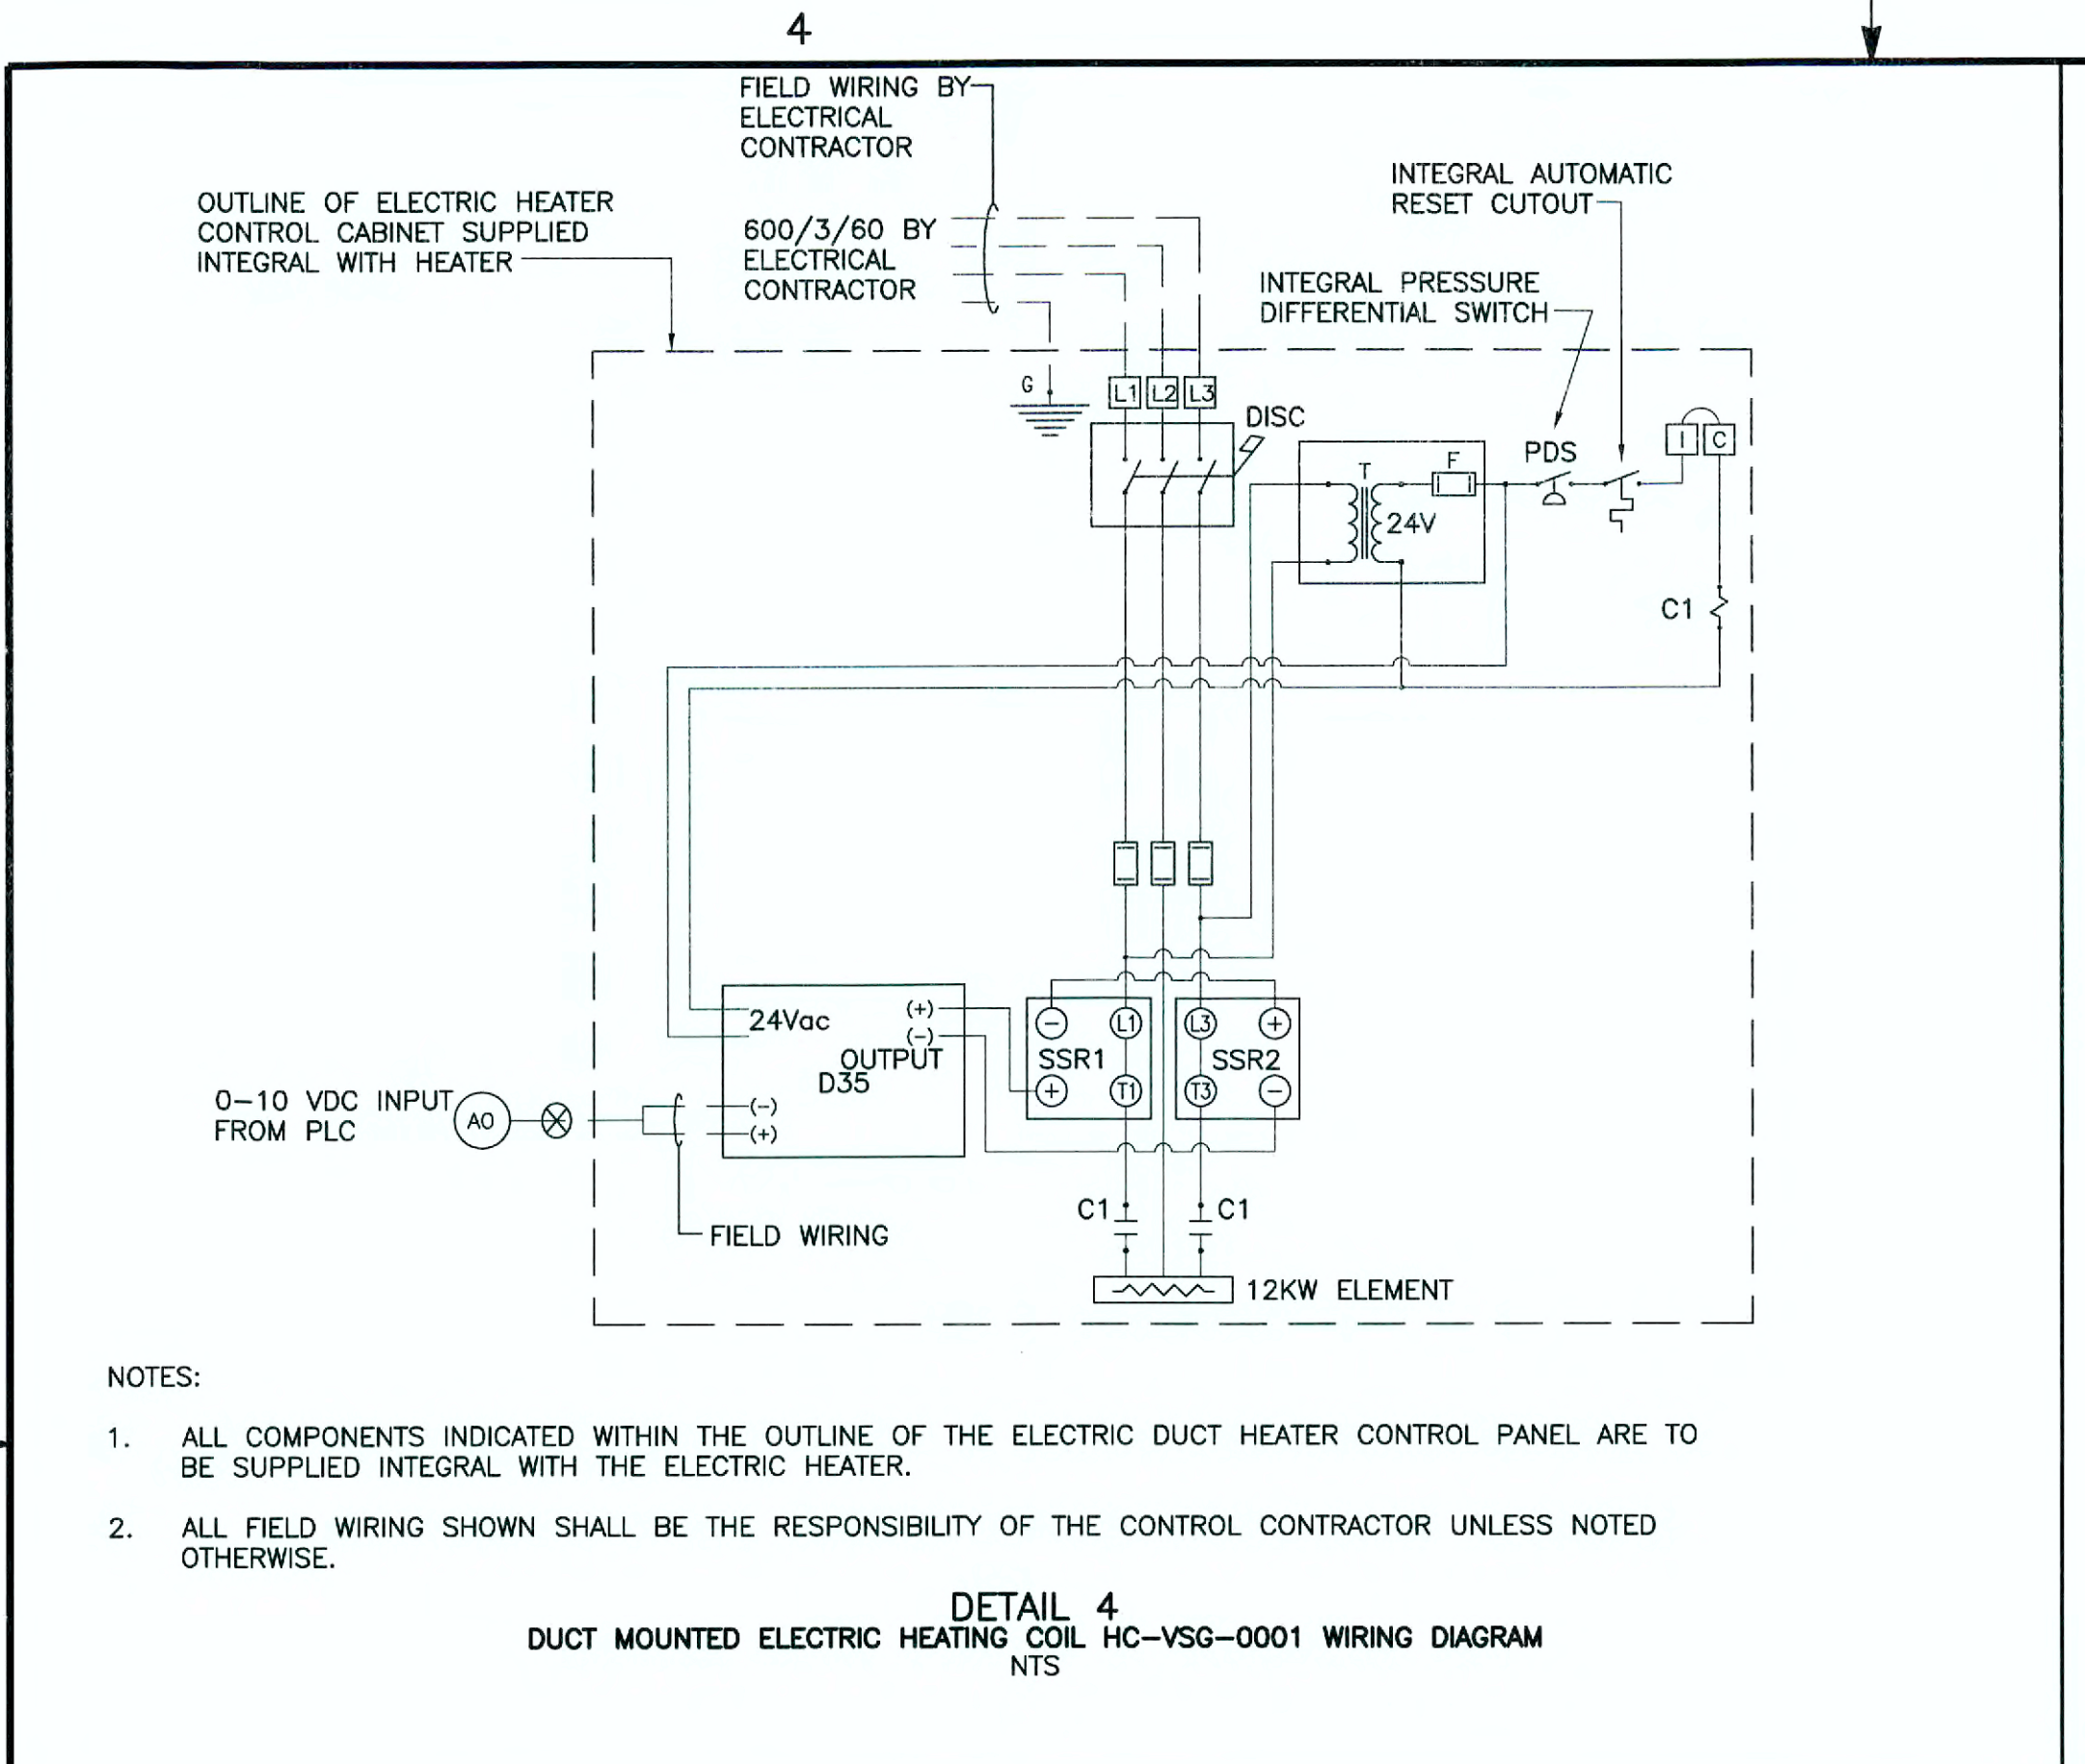 4
FIELD WIRING BY
ELECTRICAL
CONTRACTOR
INTEGRAL AUTOMATIC
RESET CUTOUT
OUTLINE OF ELECTRIC HEATER
CONTROL CABINET SUPPLIED
INTEGRAL WITH HEATER
600/3/60 BY
ELECTRICAL
CONTRACTOR
INTEGRAL PRESSURE
DIFFERENTIAL SWITCH
G
L1 L2 L3
DISC
I C
PDS
T
F
24V
C1
24Vac
(+)
(-)
OUTPUT
D35
(-)
(+)
- L1
SSR1
+ T1
L3 +
SSR2
T3 -
0-10 VDC INPUT
FROM PLC
AO
FIELD WIRING
C1
C1
12KW ELEMENT
NOTES:
1. ALL COMPONENTS INDICATED WITHIN THE OUTLINE OF THE ELECTRIC DUCT HEATER CONTROL PANEL ARE TO
BE SUPPLIED INTEGRAL WITH THE ELECTRIC HEATER.
2. ALL FIELD WIRING SHOWN SHALL BE THE RESPONSIBILITY OF THE CONTROL CONTRACTOR UNLESS NOTED
OTHERWISE.
DETAIL 4
DUCT MOUNTED ELECTRIC HEATING COIL HC-VSG-0001 WIRING DIAGRAM
NTS